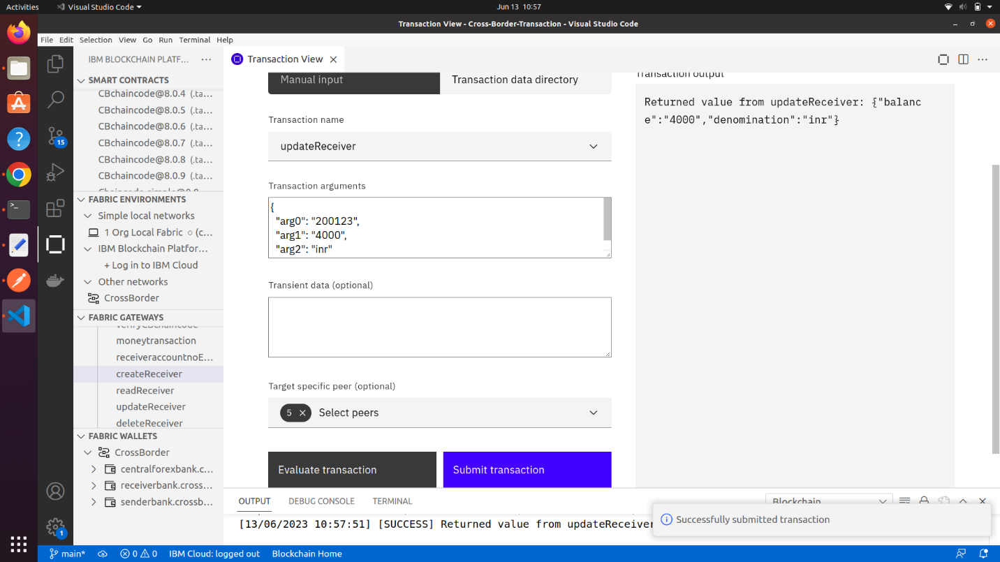 Activities
Visual Studio Code
Jun 13 10:57
Transaction View - Cross-Border-Transaction - Visual Studio Code
File Edit Selection View Go Run Terminal Help
IBM BLOCKCHAIN PLATF...
Transaction View
SMART CONTRACTS
CBchaincode@8.0.4 (.ta...
CBchaincode@8.0.5 (.ta...
CBchaincode@8.0.6 (.ta...
CBchaincode@8.0.7 (.ta...
CBchaincode@8.0.8 (.ta...
CBchaincode@8.0.9 (.ta...
15
FABRIC ENVIRONMENTS
Simple local networks
1 Org Local Fabric ○ (c...
IBM Blockchain Platfor...
+ Log in to IBM Cloud
Other networks
CrossBorder
FABRIC GATEWAYS
verifyCBchaincode
moneytransaction
receiveraccountnoE...
createReceiver
readReceiver
updateReceiver
deleteReceiver
FABRIC WALLETS
CrossBorder
centralforexbank.c...
receiverbank.cross...
senderbank.crossb...
1
Manual input
Transaction data directory
Transaction name
updateReceiver
Transaction arguments
{
"arg0": "200123",
"arg1": "4000",
"arg2": "inr"
Transient data (optional)
Target specific peer (optional)
5 Select peers
Evaluate transaction
Submit transaction
Transaction output
Returned value from updateReceiver: {"balanc
e":"4000","denomination":"inr"}
OUTPUT DEBUG CONSOLE TERMINAL
Blockchain
[13/06/2023 10:57:51] [SUCCESS] Returned value from updateReceiver
Successfully submitted transaction
main* 0 0 IBM Cloud: logged out Blockchain Home